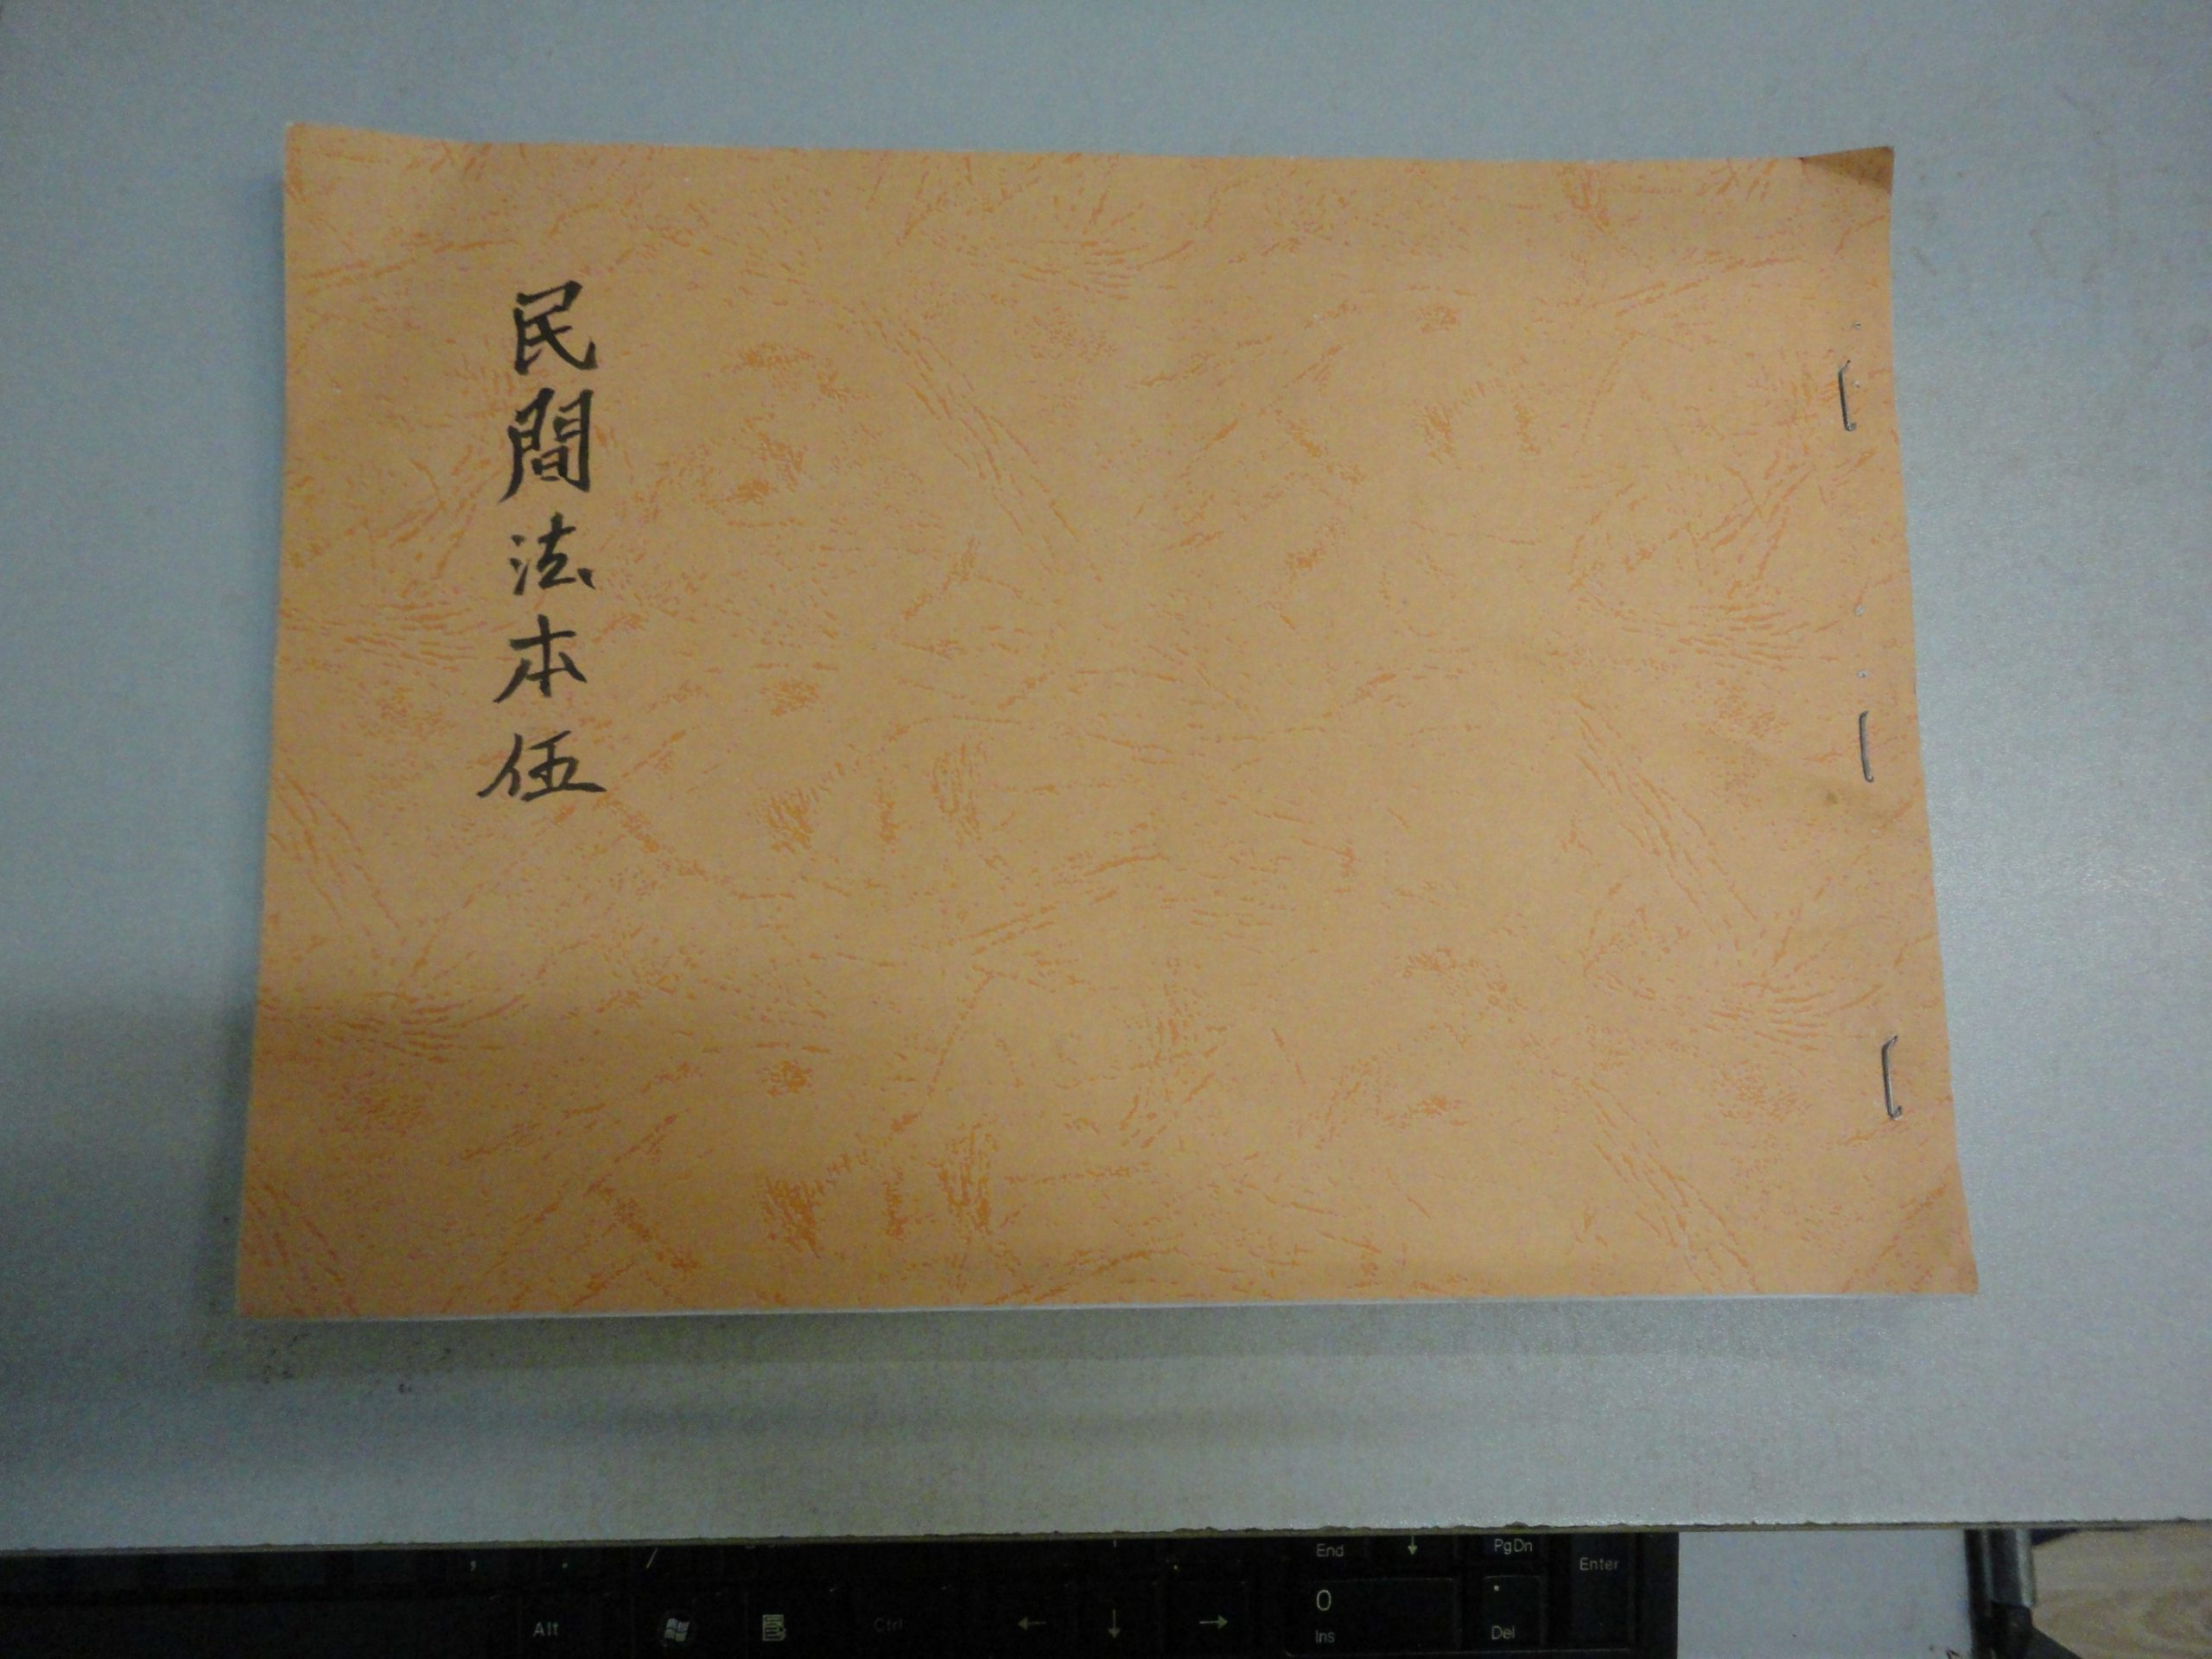 民間法本伍
, . /
End ↓ PgDn Enter
0 .
Alt Ctrl ← ↓ → Ins Del